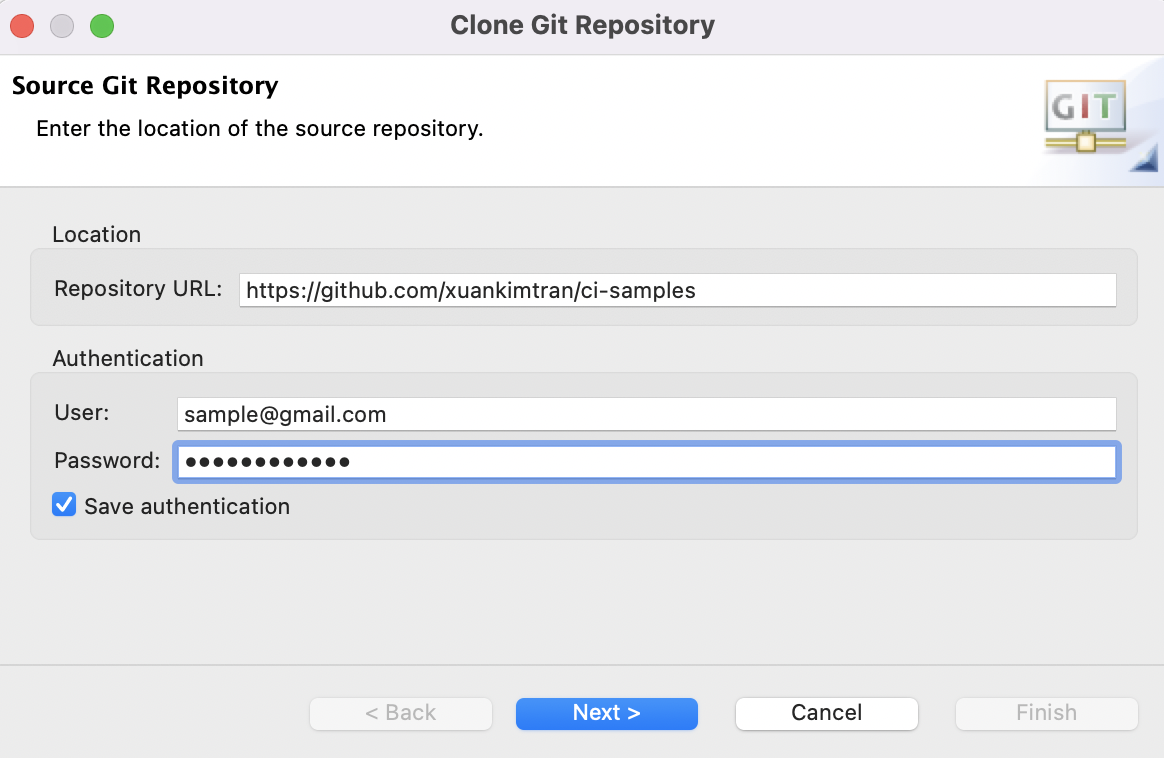 Clone Git Repository
Source Git Repository
Enter the location of the source repository.
GIT
Location
Repository URL: https://github.com/xuankimtran/ci-samples
Authentication
User: sample@gmail.com
Password: ●●●●●●●●●●●●
Save authentication
< Back Next > Cancel Finish